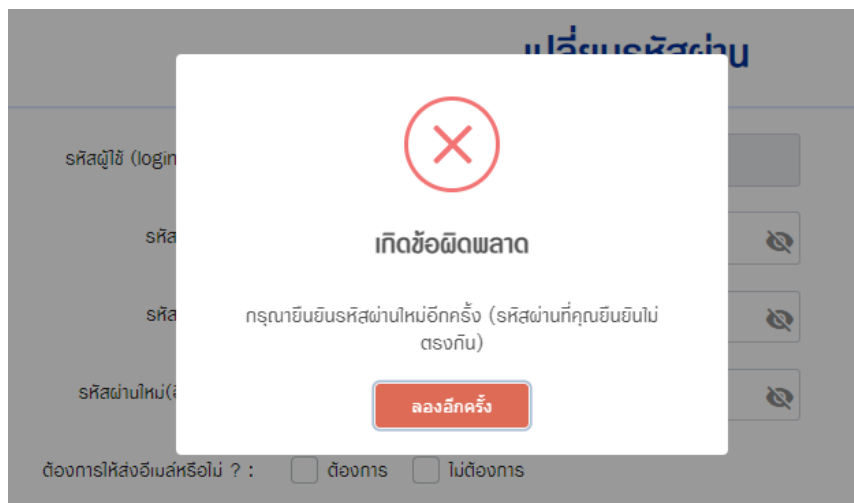 เปลี่ยนรหัสผ่าน
รหัสผู้ใช้ (login
รหัส
เกิดข้อผิดพลาด
รหัส
กรุณายืนยันรหัสผ่านใหม่อีกครั้ง (รหัสผ่านที่คุณยืนยันไม่
ตรงกัน)
รหัสผ่านใหม่(
ลองอีกครั้ง
ต้องการให้ส่งอีเมล์หรือไม่ ? :
ต้องการ
ไม่ต้องการ